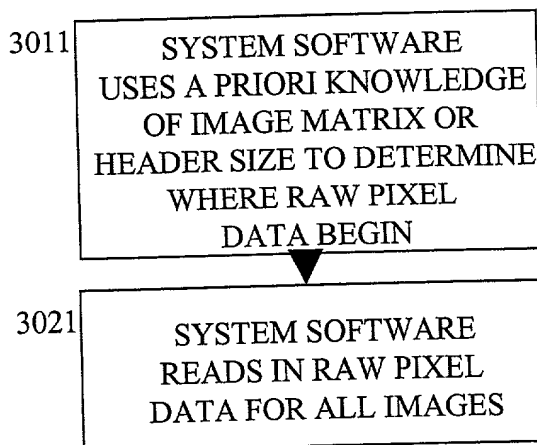 3011
SYSTEM SOFTWARE
USES A PRIORI KNOWLEDGE
OF IMAGE MATRIX OR
HEADER SIZE TO DETERMINE
WHERE RAW PIXEL
DATA BEGIN
3021
SYSTEM SOFTWARE
READS IN RAW PIXEL
DATA FOR ALL IMAGES